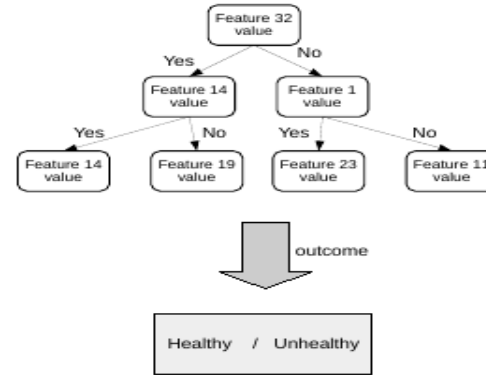 Feature 32
value
Yes
No
Feature 14
value
Feature 1
value
Yes
No
Yes
No
Feature 14
value
Feature 19
value
Feature 23
value
Feature 11
value
outcome
Healthy / Unhealthy